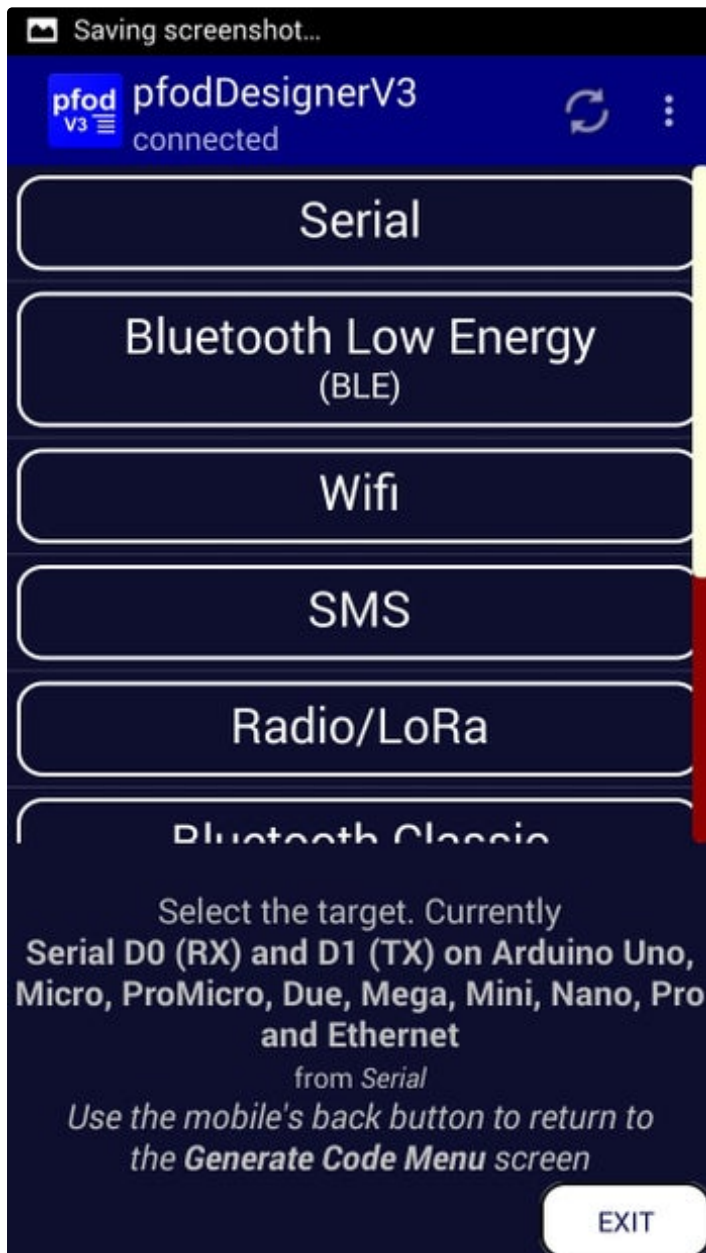 Saving screenshot...
pfod
V3
pfodDesignerV3
connected
Serial
Bluetooth Low Energy
(BLE)
Wifi
SMS
Radio/LoRa
Bluetooth Classic
Select the target. Currently
Serial D0 (RX) and D1 (TX) on Arduino Uno,
Micro, ProMicro, Due, Mega, Mini, Nano, Pro
and Ethernet
from Serial
Use the mobile's back button to return to
the Generate Code Menu screen
EXIT